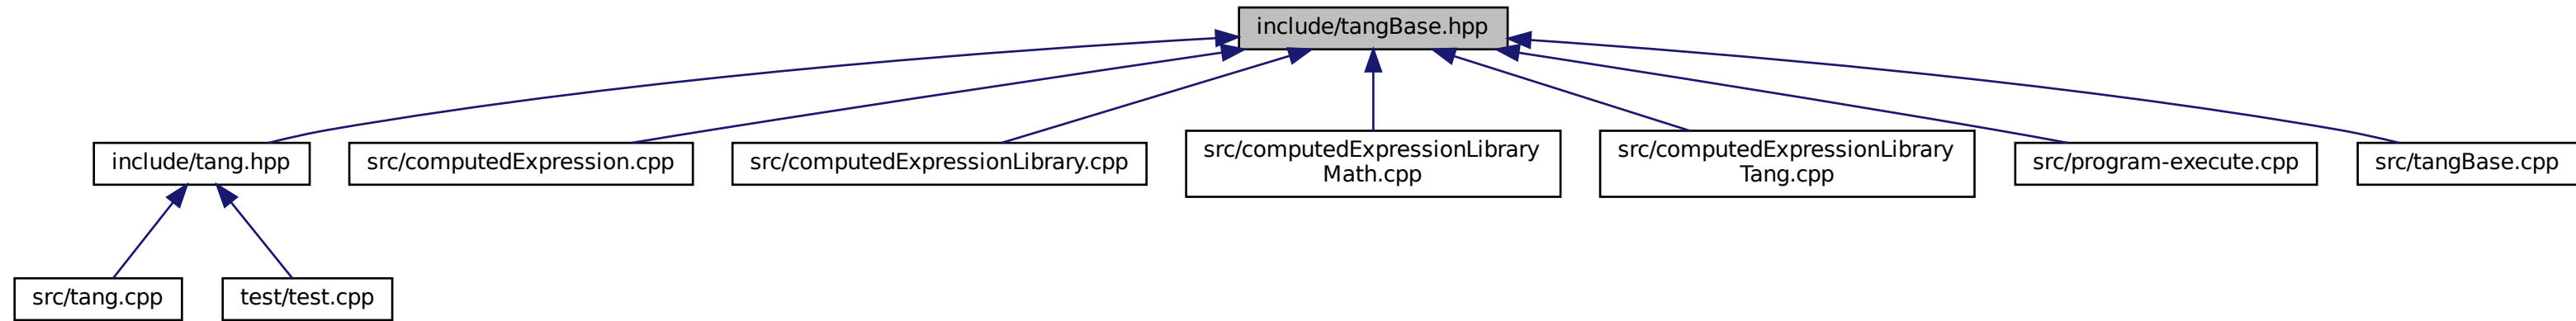 include/tangBase.hpp
include/tang.hpp
src/computedExpression.cpp
src/computedExpressionLibrary.cpp
src/computedExpressionLibrary
Math.cpp
src/computedExpressionLibrary
Tang.cpp
src/program-execute.cpp
src/tangBase.cpp
src/tang.cpp
test/test.cpp